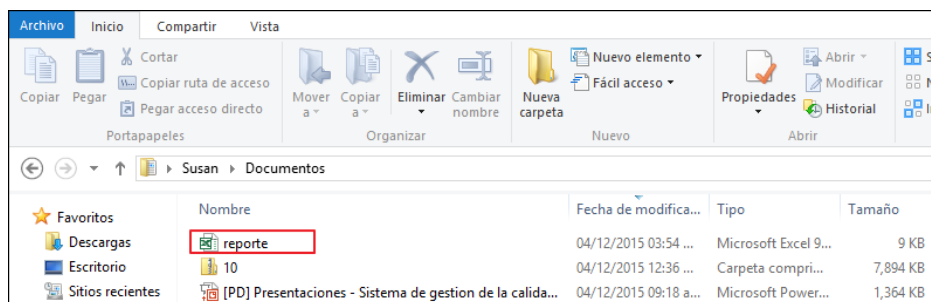 Archivo Inicio Compartir Vista
Copiar
Pegar
Cortar
Copiar ruta de acceso
Pegar acceso directo
Portapapeles
Mover a
Copiar a
Eliminar
Cambiar nombre
Organizar
Nueva carpeta
Nuevo elemento
Fácil acceso
Nuevo
Propiedades
Abrir
Modificar
Historial
Abrir
Susan Documentos
Favoritos
Descargas
Escritorio
Sitios recientes
Nombre Fecha de modifica... Tipo Tamaño
reporte 04/12/2015 03:54 ... Microsoft Excel 9... 9 KB
10 04/12/2015 12:36 ... Carpeta compri... 7,894 KB
[PD] Presentaciones - Sistema de gestion de la calida... 04/12/2015 09:18 a... Microsoft Power... 1,364 KB